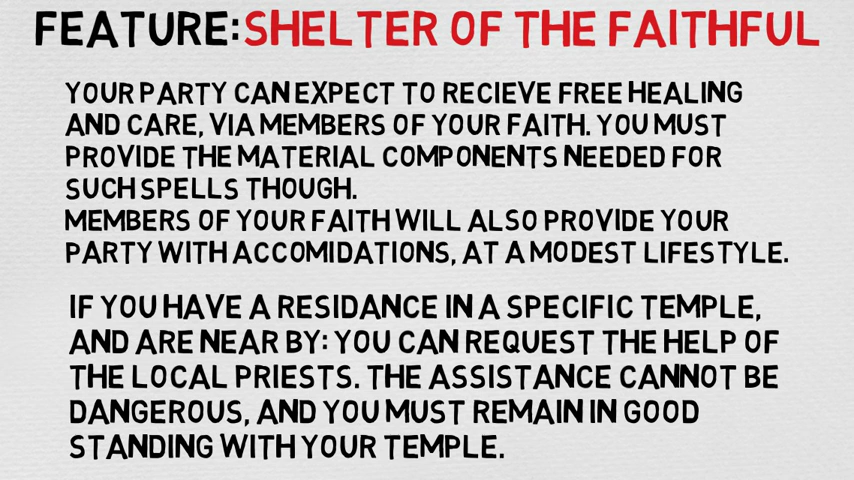 FEATURE: SHELTER OF THE FAITHFUL
YOUR PARTY CAN EXPECT TO RECIEVE FREE HEALING
AND CARE, VIA MEMBERS OF YOUR FAITH. YOU MUST
PROVIDE THE MATERIAL COMPONENTS NEEDED FOR
SUCH SPELLS THOUGH.
MEMBERS OF YOUR FAITH WILL ALSO PROVIDE YOUR
PARTY WITH ACCOMIDATIONS, AT A MODEST LIFESTYLE.
IF YOU HAVE A RESIDANCE IN A SPECIFIC TEMPLE,
AND ARE NEAR BY: YOU CAN REQUEST THE HELP OF
THE LOCAL PRIESTS. THE ASSISTANCE CANNOT BE
DANGEROUS, AND YOU MUST REMAIN IN GOOD
STANDING WITH YOUR TEMPLE.